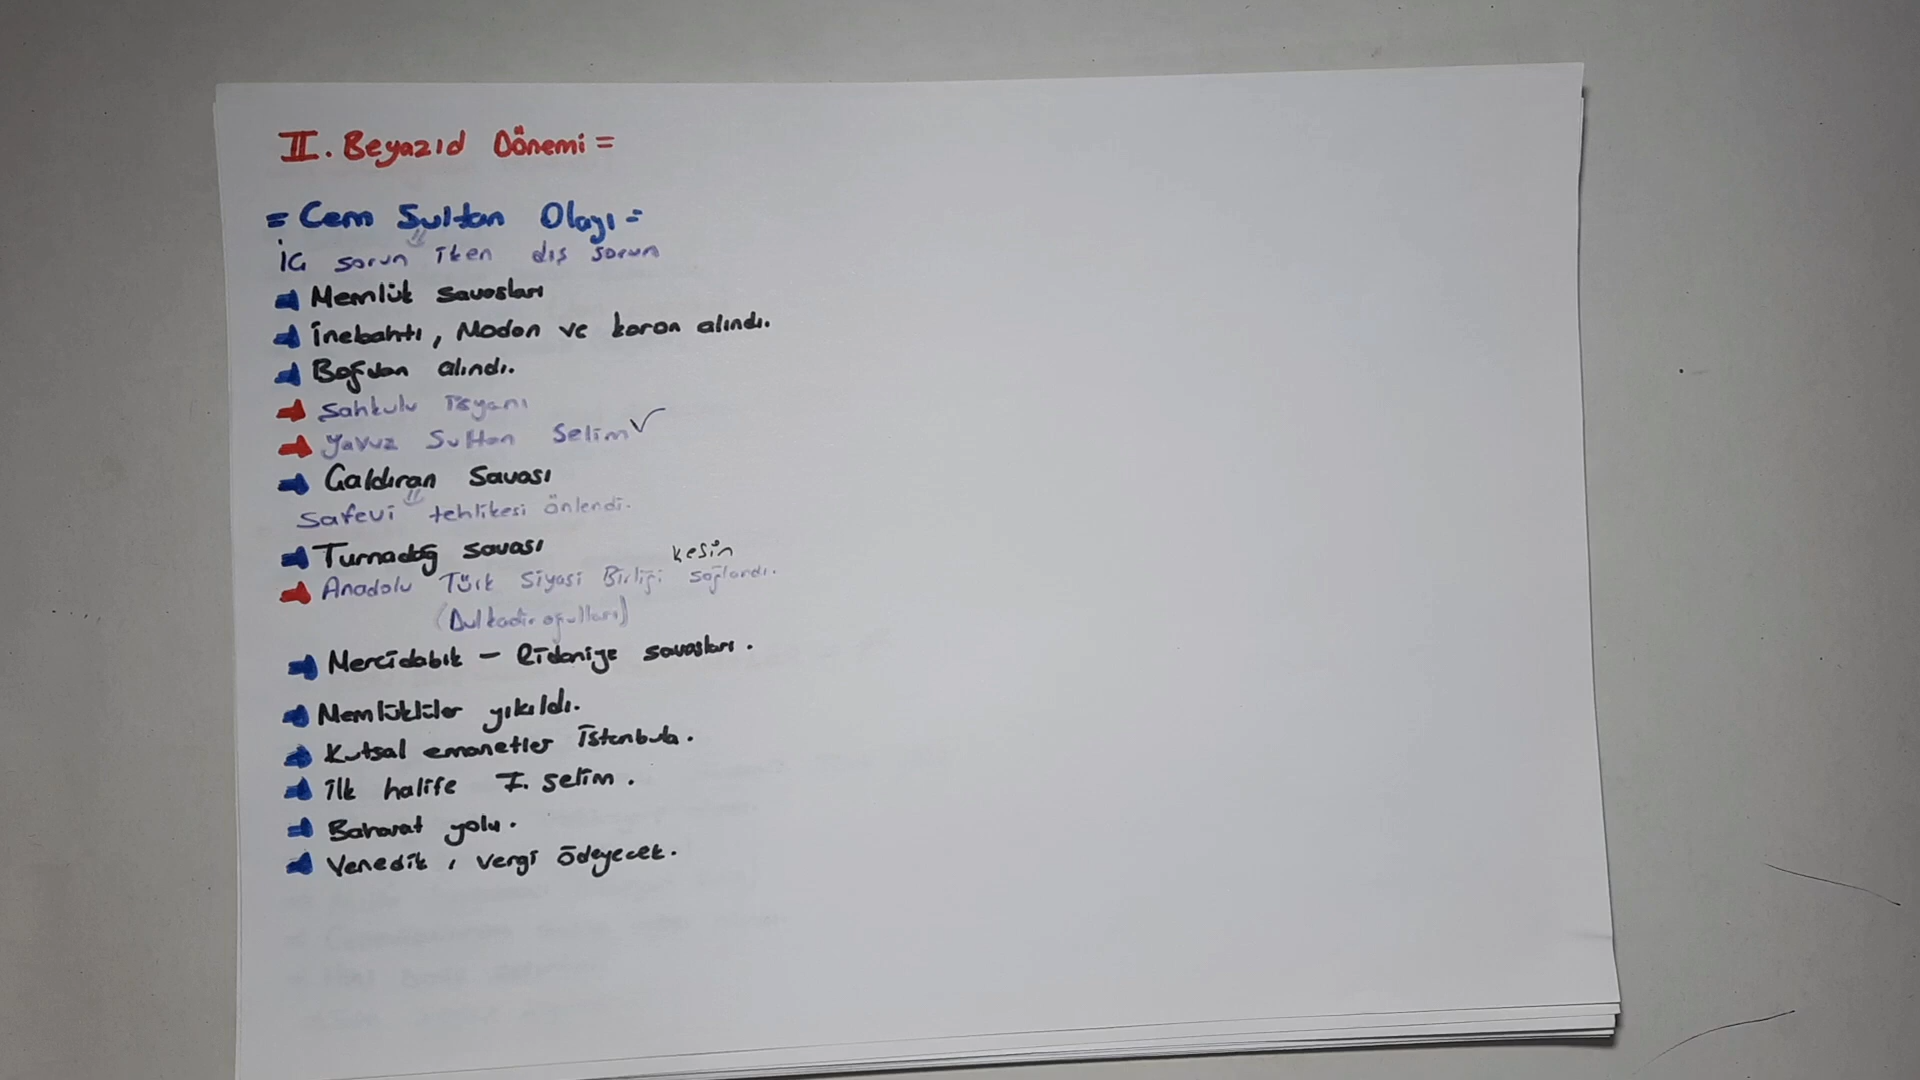 II. Beyazıd Dönemi =
= Cem Sultan Olayı =
İç sorun iken dış sorun
Memlük savaşları
İnebahtı, Modon ve koron alındı.
Boğdan alındı.
Şahkulu İsyanı
Yavuz Sultan Selim ✓
Çaldıran Savaşı
Safevi tehlikesi önlendi.
Turnadağ savaşı
kesin
Anadolu Türk Siyasi Birliği sağlandı.
(Dulkadiroğulları)
Mercidabık - Ridaniye savaşları.
Memlüklüler yıkıldı.
Kutsal emanetler İstanbula.
İlk halife I. Selim.
Baharat yolu.
Venedik, vergi ödeyecek.